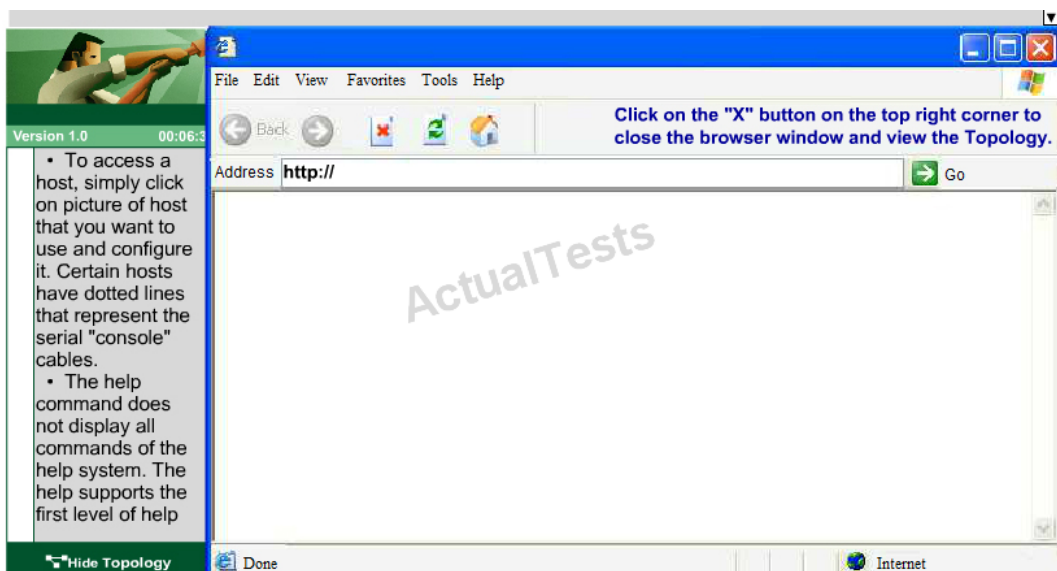 File Edit View Favorites Tools Help
Back
Click on the "X" button on the top right corner to
close the browser window and view the Topology.
Address http://
Go
Version 1.0 00:06:3
• To access a
host, simply click
on picture of host
that you want to
use and configure
it. Certain hosts
have dotted lines
that represent the
serial "console"
cables.
• The help
command does
not display all
commands of the
help system. The
help supports the
first level of help
Hide Topology
ActualTests
Done
Internet